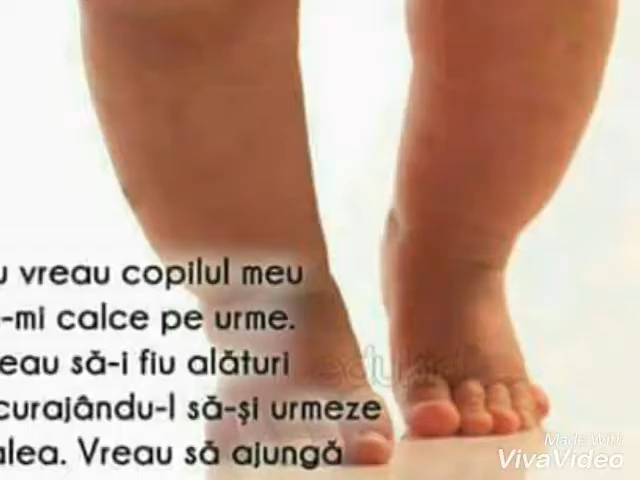 u vreau copilul meu
-mi calce pe urme.
eau să-i fiu alături
curajându-l să-și urmeze
alea. Vreau să ajungă
Made With
VivaVideo